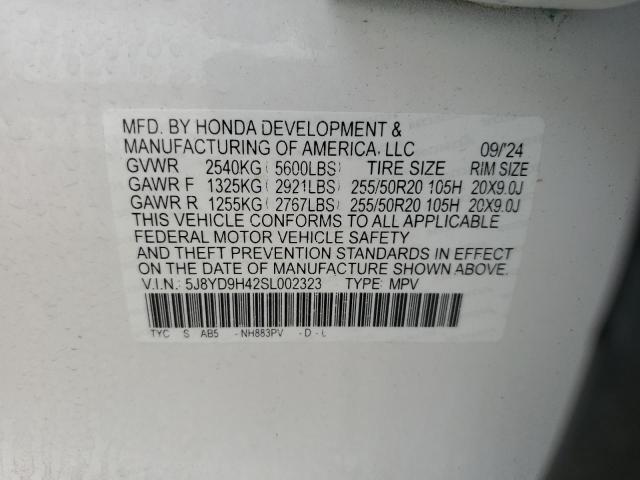 MFD. BY HONDA DEVELOPMENT &
MANUFACTURING OF AMERICA, LLC 09/'24
GVWR 2540KG( 5600LBS) TIRE SIZE RIM SIZE
GAWR F 1325KG( 2921LBS) 255/50R20 105H 20X9.0J
GAWR R 1255KG( 2767LBS) 255/50R20 105H 20X9.0J
THIS VEHICLE CONFORMS TO ALL APPLICABLE
FEDERAL MOTOR VEHICLE SAFETY
AND THEFT PREVENTION STANDARDS IN EFFECT
ON THE DATE OF MANUFACTURE SHOWN ABOVE.
V.I.N.: 5J8YD9H42SL002323 TYPE: MPV
TYC S AB5 -NH883PV -D-